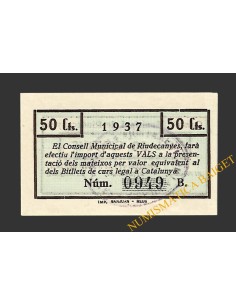 50 Cts. 1937 50 Cts.
El Consell Municipal de Riudecanyes, farà
efectiu l'import d'aquests VALS a la presenta-
ció dels mateixos per valor equivalent al
dels Bitllets de curs legal a Catalunya.
Núm. 0949 B.
NUMISMATICA BAIGET